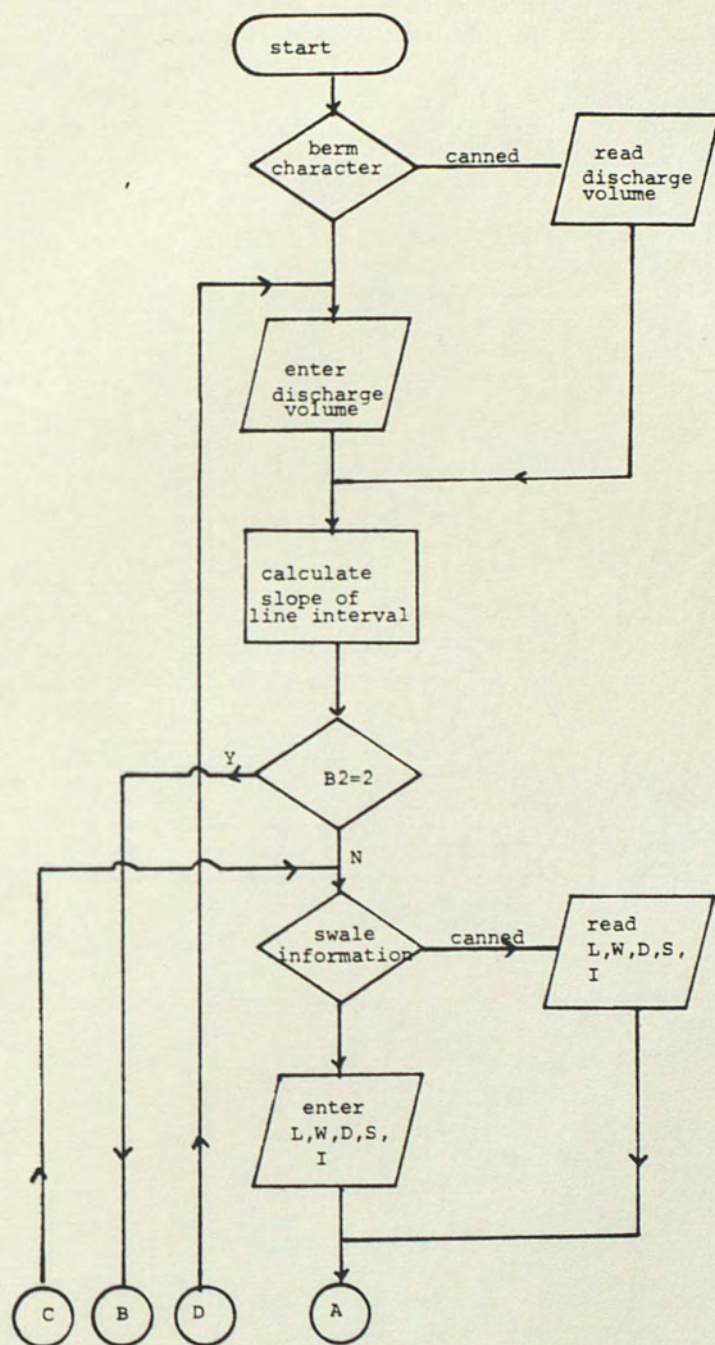 start
berm
character
canned
read
discharge
volume
enter
discharge
volume
calculate
slope of
line interval
Y
B2=2
N
swale
information
canned
read
L,W,D,S,
I
enter
L,W,D,S,
I
C
B
D
A